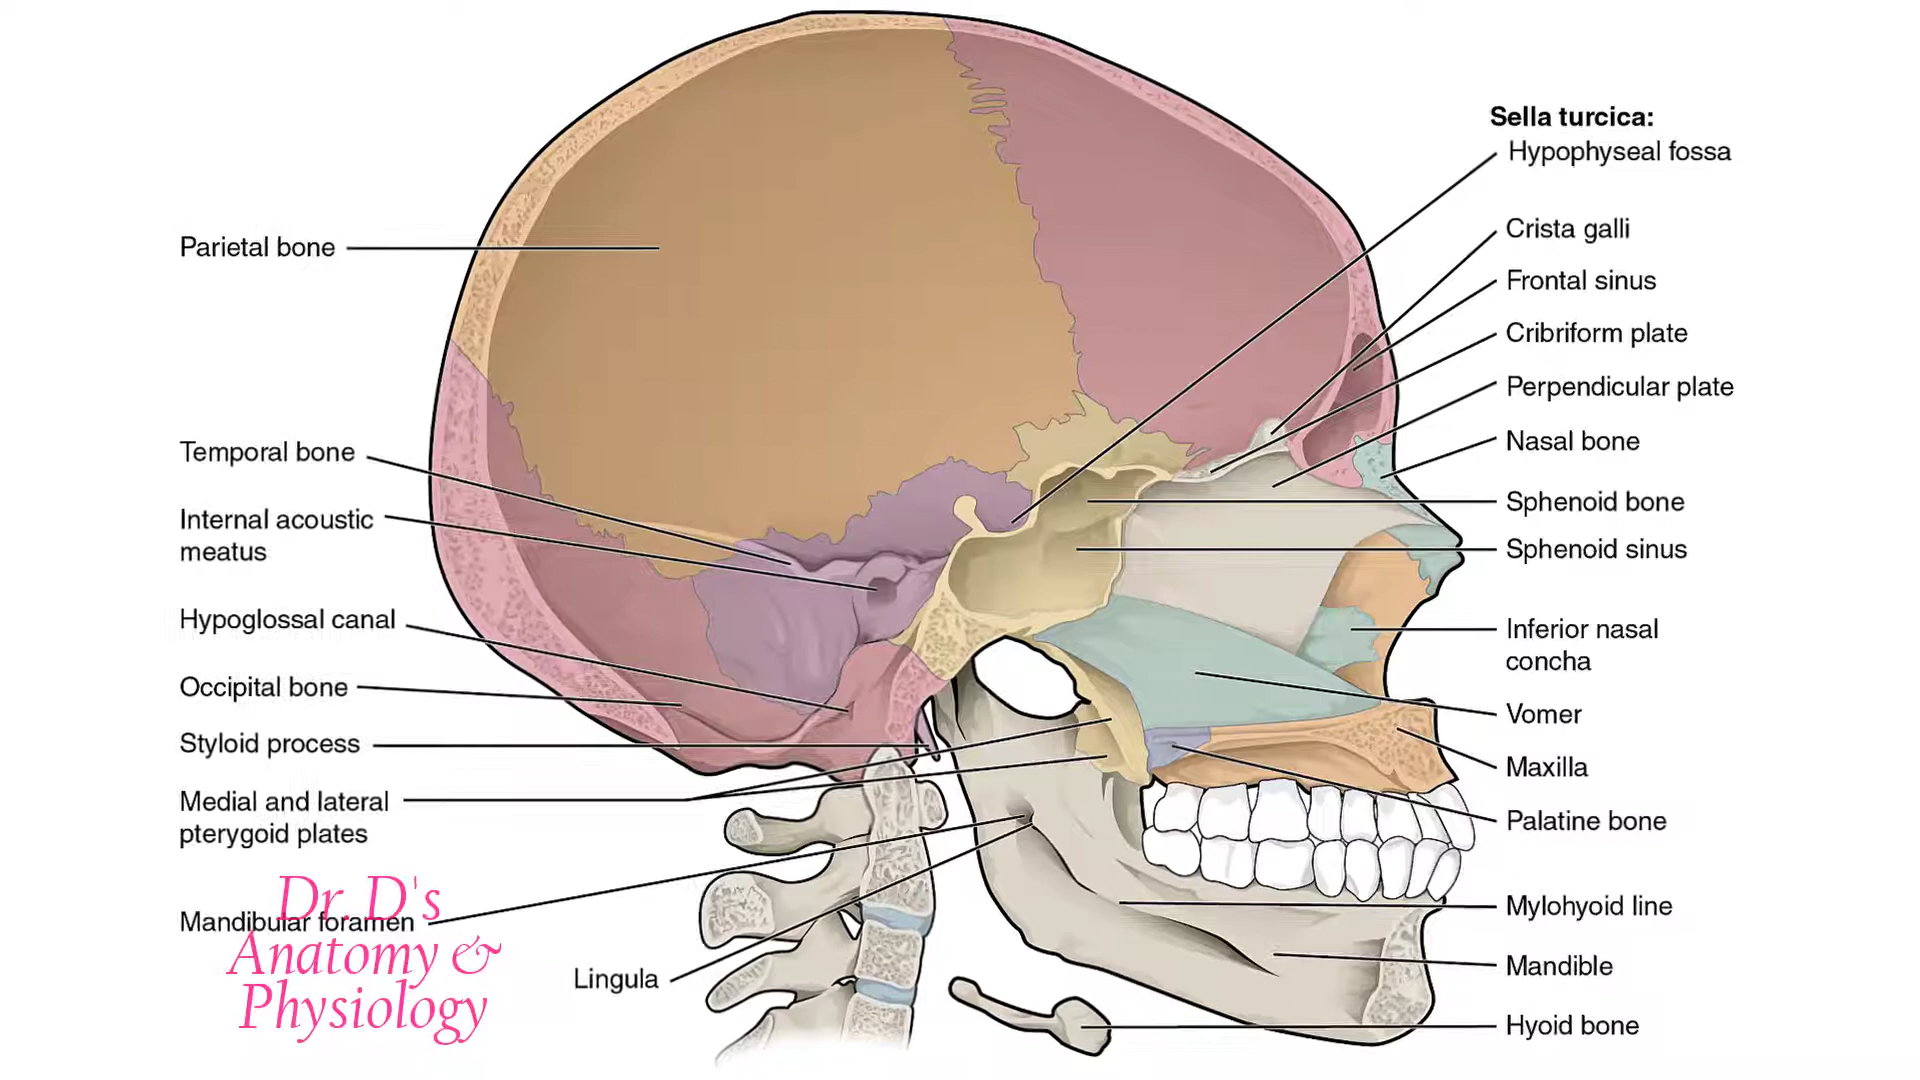 Sella turcica:
Hypophyseal fossa
Crista galli
Frontal sinus
Cribriform plate
Perpendicular plate
Nasal bone
Sphenoid bone
Sphenoid sinus
Inferior nasal
concha
Vomer
Maxilla
Palatine bone
Mylohyoid line
Mandible
Hyoid bone
Parietal bone
Temporal bone
Internal acoustic
meatus
Hypoglossal canal
Occipital bone
Styloid process
Medial and lateral
pterygoid plates
Mandibular foramen
Lingula
Dr. D's
Anatomy &
Physiology